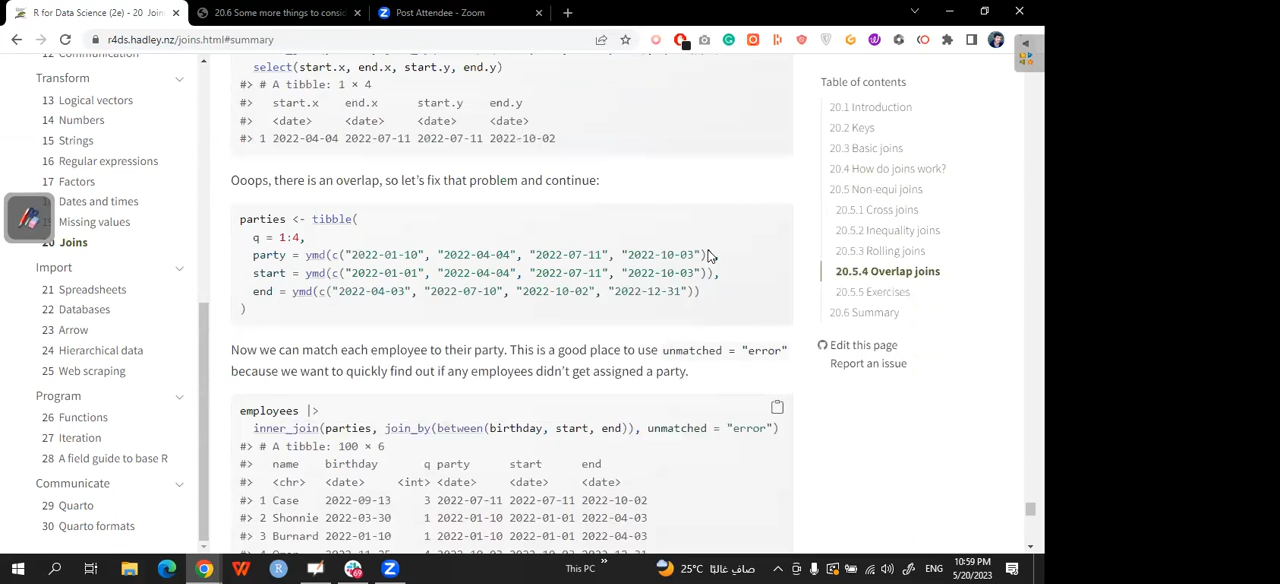 R for Data Science (2e) - 20 Join
20.6 Some more things to consid
Post Attendee - Zoom
r4ds.hadley.nz/joins.html#summary
12 Communication
Transform
13 Logical vectors
14 Numbers
15 Strings
16 Regular expressions
17 Factors
18 Dates and times
19 Missing values
20 Joins
Import
21 Spreadsheets
22 Databases
23 Arrow
24 Hierarchical data
25 Web scraping
Program
26 Functions
27 Iteration
28 A field guide to base R
Communicate
29 Quarto
30 Quarto formats
select(start.x, end.x, start.y, end.y)
#> # A tibble: 1 × 4
#> start.x end.x start.y end.y
#> <date> <date> <date> <date>
#> 1 2022-04-04 2022-07-11 2022-07-11 2022-10-02
Ooops, there is an overlap, so let's fix that problem and continue:
parties <- tibble(
q = 1:4,
party = ymd(c("2022-01-10", "2022-04-04", "2022-07-11", "2022-10-03")),
start = ymd(c("2022-01-01", "2022-04-04", "2022-07-11", "2022-10-03")),
end = ymd(c("2022-04-03", "2022-07-10", "2022-10-02", "2022-12-31"))
)
Now we can match each employee to their party. This is a good place to use unmatched = "error"
because we want to quickly find out if any employees didn't get assigned a party.
employees |>
inner_join(parties, join_by(between(birthday, start, end)), unmatched = "error")
#> # A tibble: 100 × 6
#> name birthday q party start end
#> <chr> <date> <int> <date> <date> <date>
#> 1 Case 2022-09-13 3 2022-07-11 2022-07-11 2022-10-02
#> 2 Shonnie 2022-03-30 1 2022-01-10 2022-01-01 2022-04-03
#> 3 Burnard 2022-01-10 1 2022-01-10 2022-01-01 2022-04-03
Table of contents
20.1 Introduction
20.2 Keys
20.3 Basic joins
20.4 How do joins work?
20.5 Non-equi joins
20.5.1 Cross joins
20.5.2 Inequality joins
20.5.3 Rolling joins
20.5.4 Overlap joins
20.5.5 Exercises
20.6 Summary
Edit this page
Report an issue
69
This PC
25°C صافي غالبًا
ENG
10:59 PM
5/20/2023